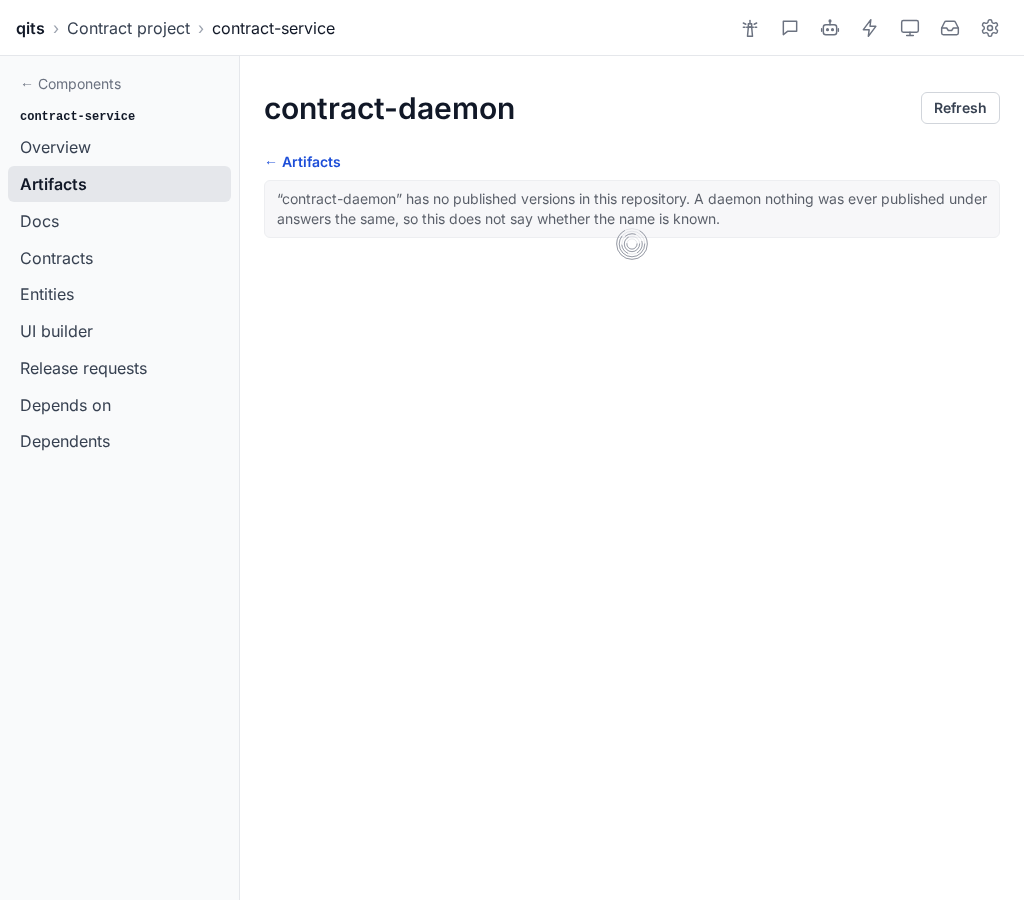 qits › Contract project › contract-service
← Components
contract-service
Overview
Artifacts
Docs
Contracts
Entities
UI builder
Release requests
Depends on
Dependents
contract-daemon
Refresh
← Artifacts
“contract-daemon” has no published versions in this repository. A daemon nothing was ever published under
answers the same, so this does not say whether the name is known.